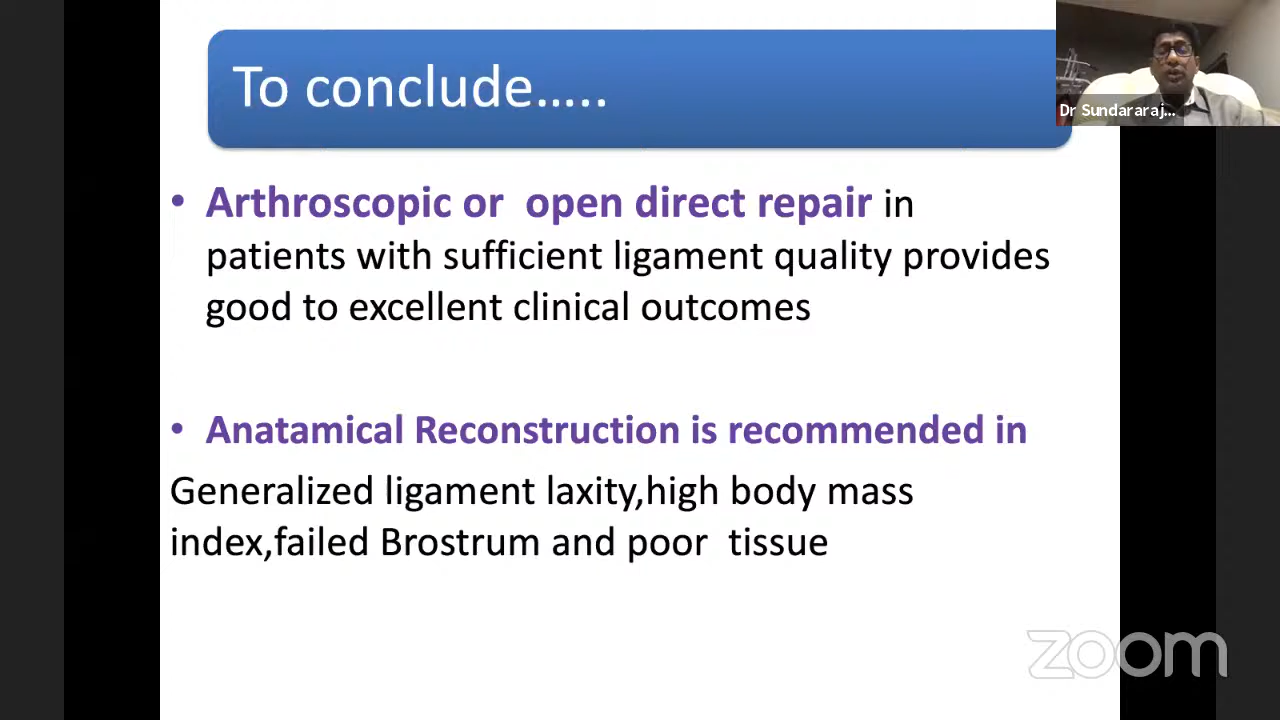 To conclude.....
Dr Sundararaj...
• Arthroscopic or open direct repair in
patients with sufficient ligament quality provides
good to excellent clinical outcomes
• Anatamical Reconstruction is recommended in
Generalized ligament laxity,high body mass
index,failed Brostrum and poor tissue
zoom